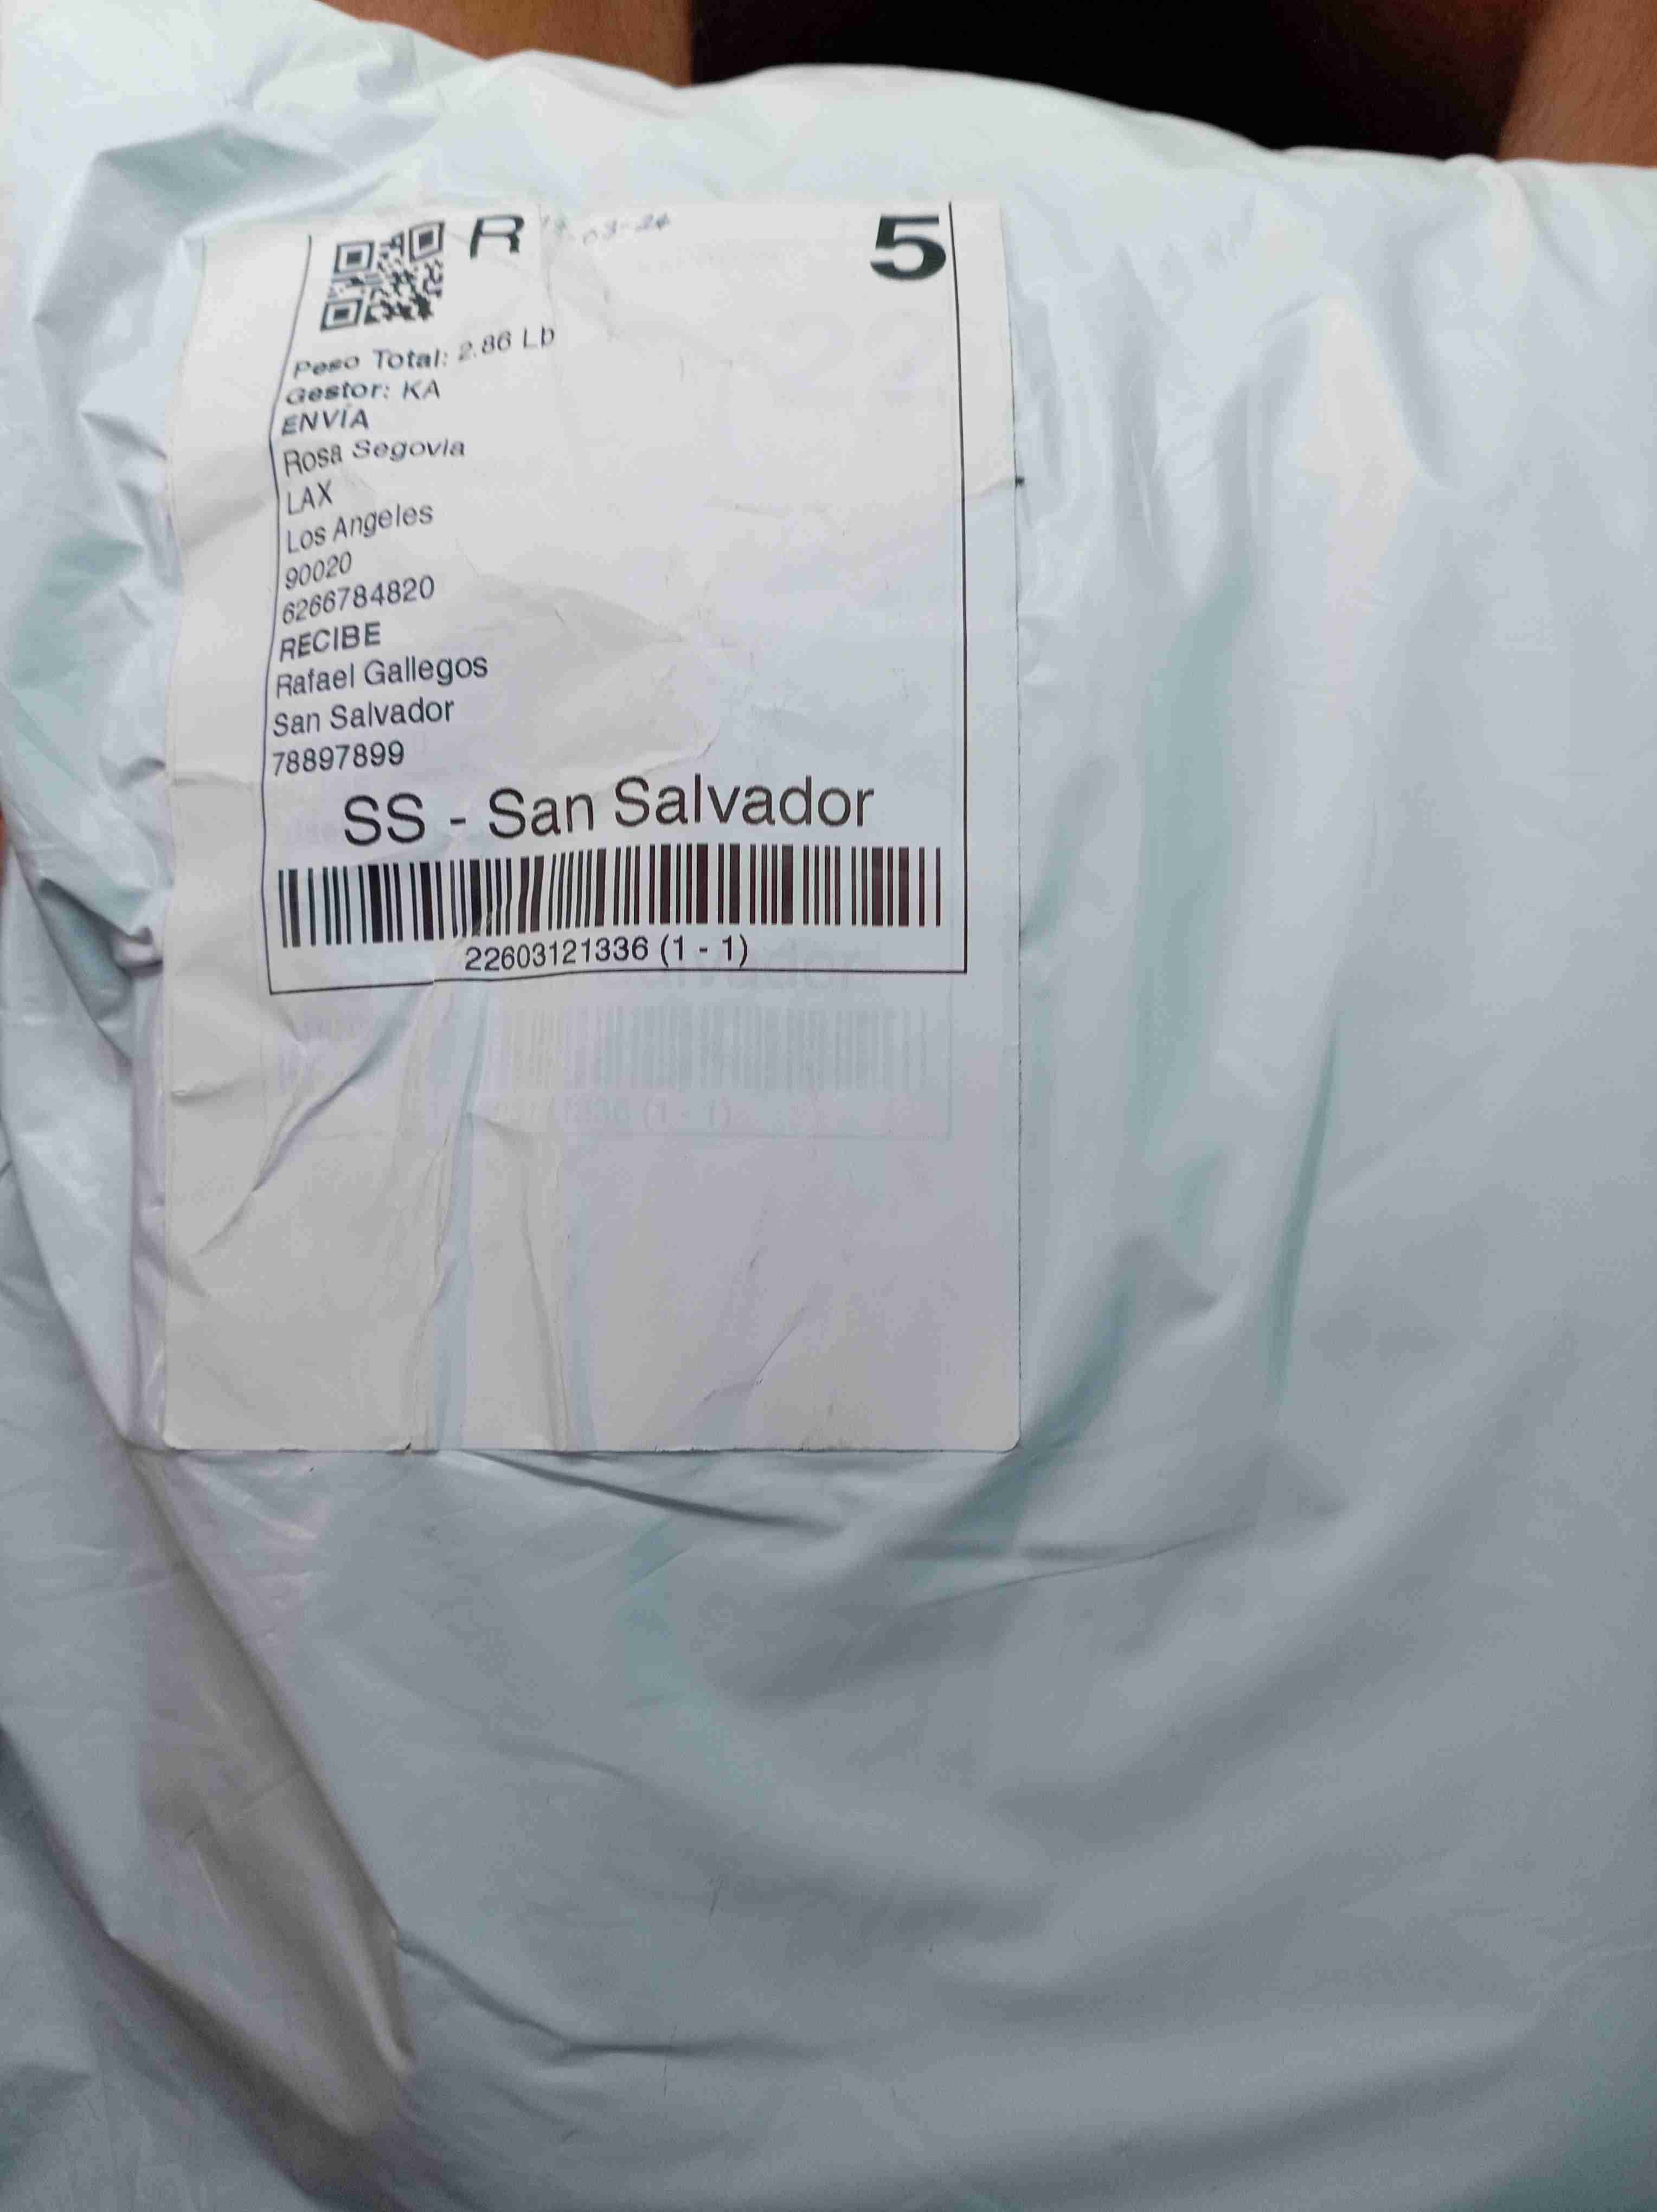 R
5
Peso Total: 2.86 Lb
Gestor: KA
ENVÍA
Rosa Segovia
LAX
Los Angeles
90020
6266784820
RECIBE
Rafael Gallegos
San Salvador
78897899
SS - San Salvador
22603121336 (1 - 1)